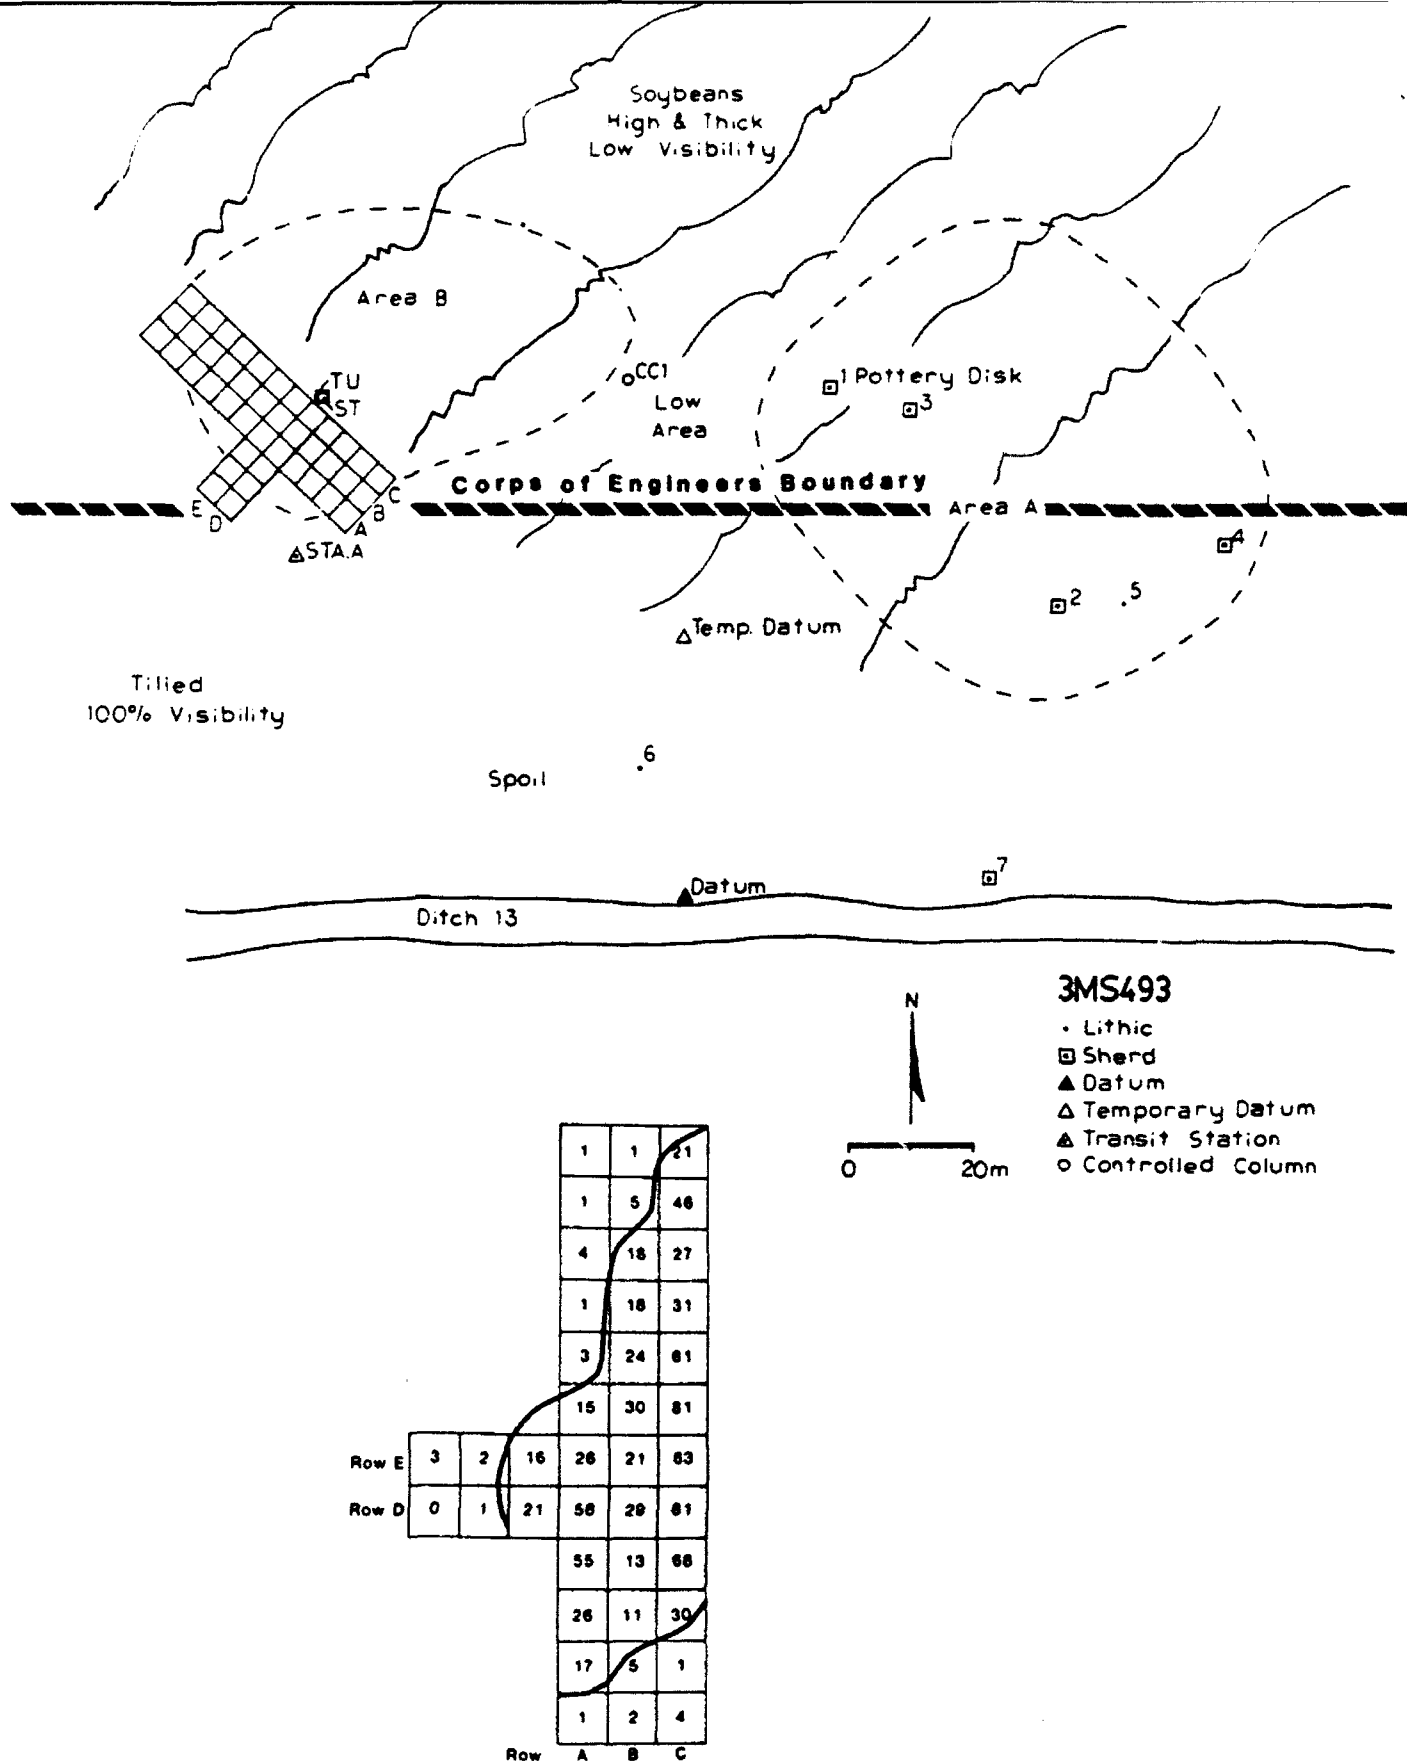 Soybeans
High & Thick
Low Visibility
Area B
TU
ST
CC1
Low
Area
1 Pottery Disk
3
Corps of Engineers Boundary
Area A
E
D
C
B
A
STA.A
4
2
5
Temp. Datum
Tilled
100% Visibility
6
Spoil
7
Datum
Ditch 13
3MS493
N
Lithic
Sherd
Datum
Temporary Datum
Transit Station
Controlled Column
0 20m
1 1 21
1 5 46
4 18 27
1 18 31
3 24 61
15 30 81
Row E 3 2 16 26 21 63
Row D 0 1 21 56 29 61
55 13 66
26 11 30
17 5 1
1 2 4
Row A B C